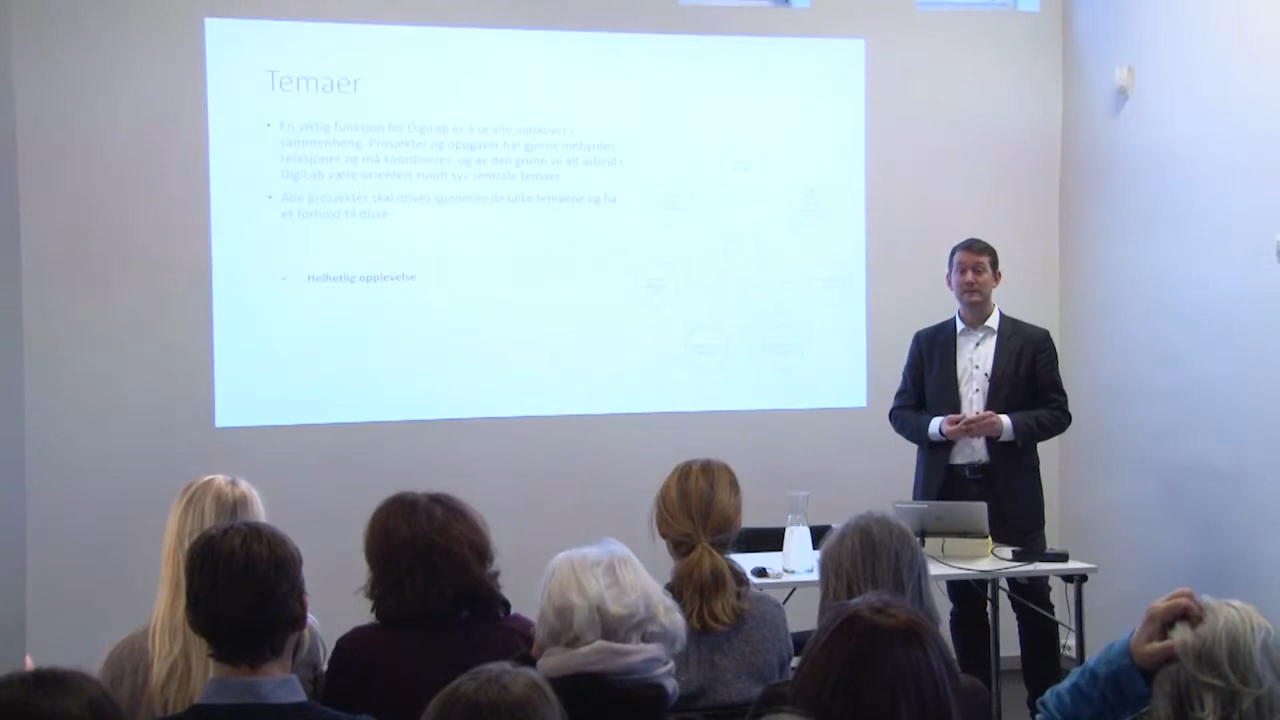 Temaer
• En viktig funksjon for DigiLab er å se alle initiativer i
sammenheng. Prosjekter og oppgaver har gjerne innbyrdes
relasjoner og må koordineres, og av den grunn vil alt arbeid i
DigiLab være orientert rundt syv sentrale temaer
• Alle prosjekter skal drives igjennom de ulike temaene og ha
et forhold til disse
- Helhetlig opplevelse